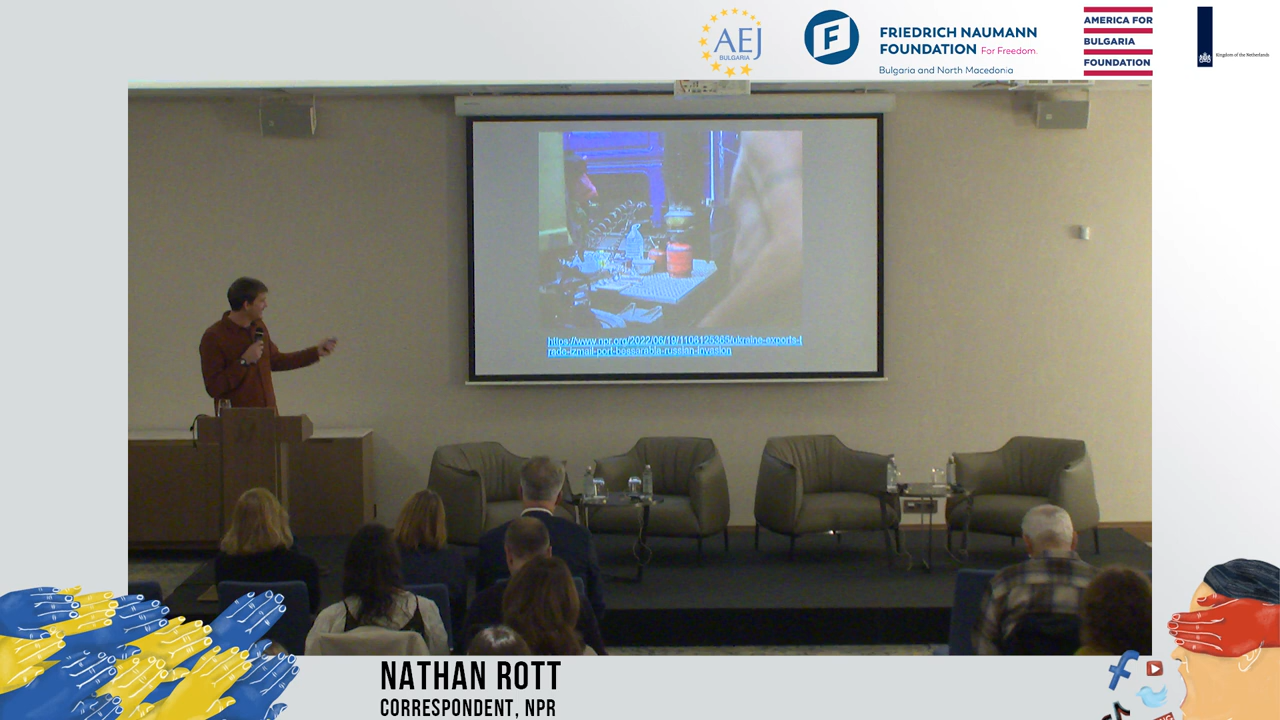 AEJ
BULGARIA
F
FRIEDRICH NAUMANN
FOUNDATION For Freedom.
Bulgaria and North Macedonia
AMERICA FOR
BULGARIA
FOUNDATION
Kingdom of the Netherlands
https://www.npr.org/2022/06/19/1106125365/ukraine-exports-t
rade-izmail-port-bessarabia-russian-invasion
NATHAN ROTT
CORRESPONDENT, NPR
f